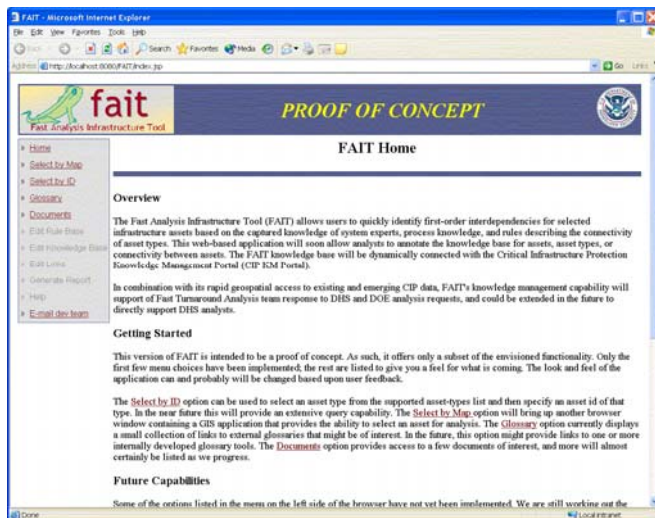 FAIT - Microsoft Internet Explorer
File Edit View Favorites Tools Help
Back Search Favorites Media
Address http://localhost:8080/FAIT/index.jsp Go Links
fait
Fast Analysis Infrastructure Tool
PROOF OF CONCEPT
Home
Select by Map
Select by ID
Glossary
Documents
Edit Rule Base
Edit Knowledge Base
Edit Links
Generate Report
Help
E-mail dev team
FAIT Home
Overview
The Fast Analysis Infrastructure Tool (FAIT) allows users to quickly identify first-order interdependencies for selected
infrastructure assets based on the captured knowledge of system experts, process knowledge, and rules describing the connectivity
of asset types. This web-based application will soon allow analysts to annotate the knowledge base for assets, asset types, or
connectivity between assets. The FAIT knowledge base will be dynamically connected with the Critical Infrastructure Protection
Knowledge Management Portal (CIP KM Portal).
In combination with its rapid geospatial access to existing and emerging CIP data, FAIT's knowledge management capability will
support of Fast Turnaround Analysis team response to DHS and DOE analysis requests, and could be extended in the future to
directly support DHS analysts.
Getting Started
This version of FAIT is intended to be a proof of concept. As such, it offers only a subset of the envisioned functionality. Only the
first few menu choices have been implemented; the rest are listed to give you a feel for what is coming. The look and feel of the
application can and probably will be changed based upon user feedback.
The Select by ID option can be used to select an asset type from the supported asset-types list and then specify an asset id of that
type. In the near future this will provide an extensive query capability. The Select by Map option will bring up another browser
window containing a GIS application that provides the ability to select an asset for analysis. The Glossary option currently displays
a small collection of links to external glossaries that might be of interest. In the future, this option might provide links to one or more
internally developed glossary tools. The Documents option provides access to a few documents of interest, and more will almost
certainly be listed as we progress.
Future Capabilities
Some of the options listed in the menu on the left side of the browser have not yet been implemented. We are still working out the
Done Local intranet